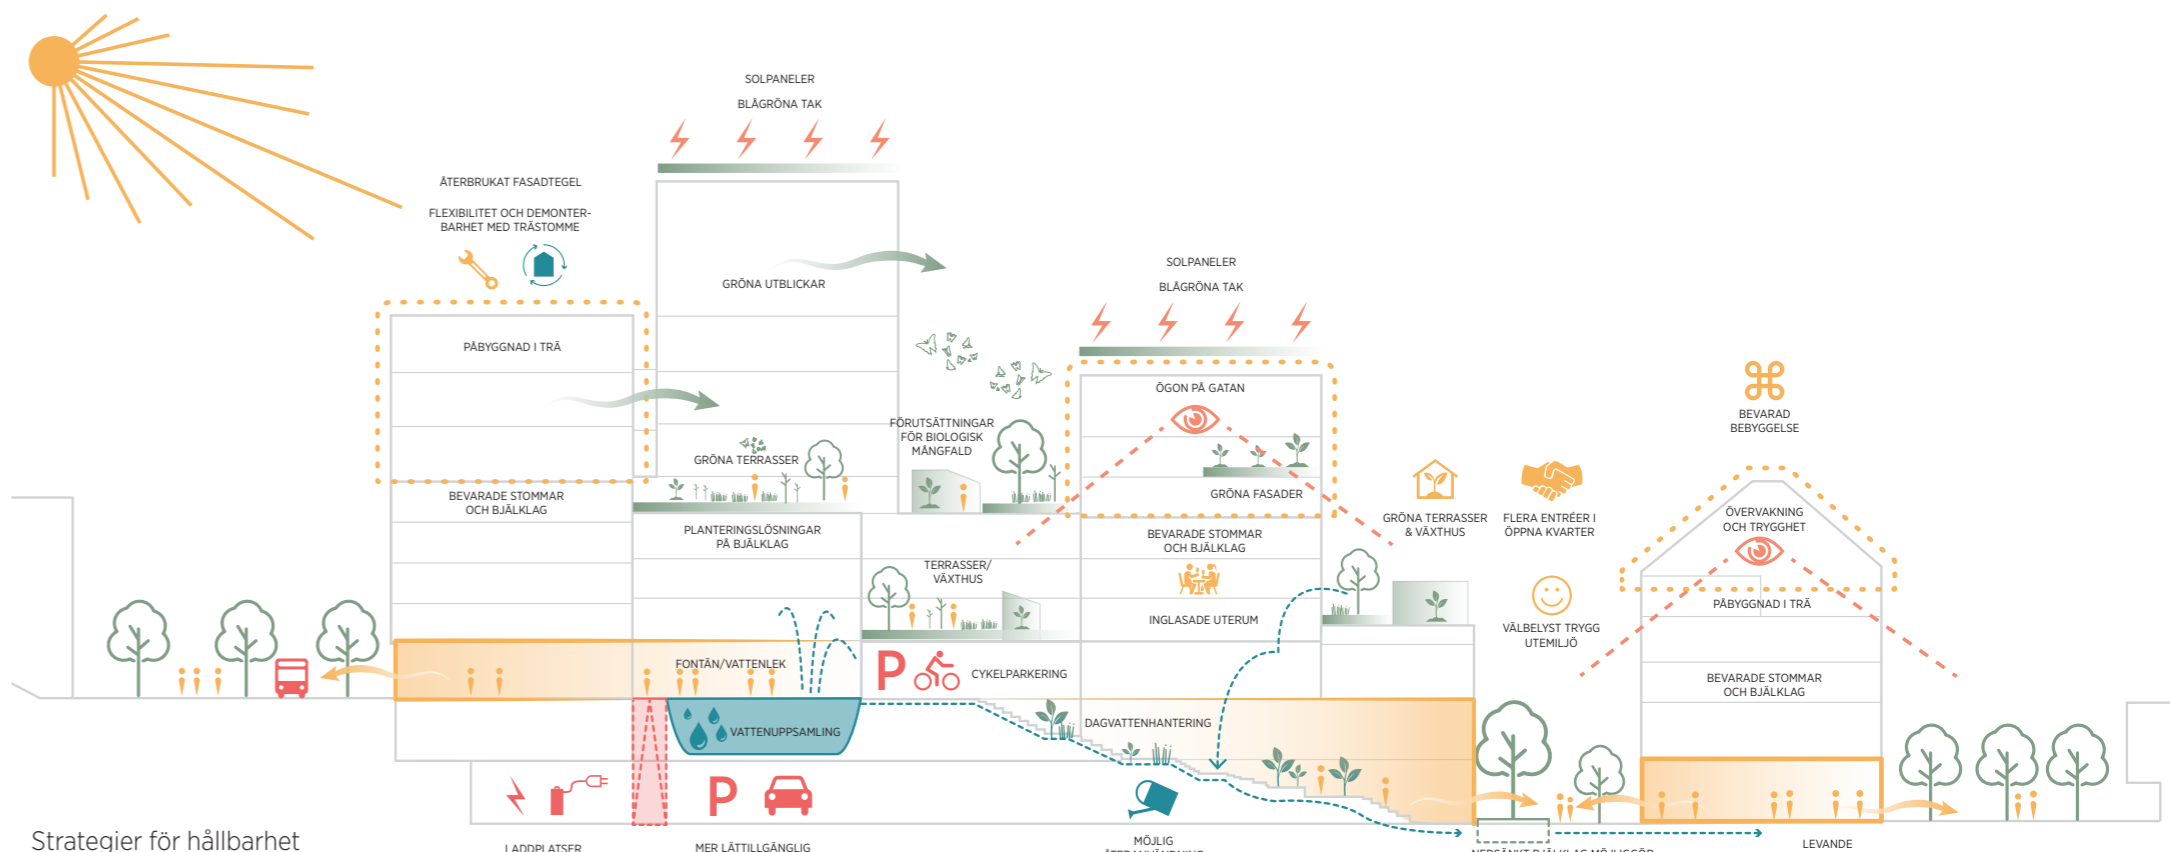 SOLPANELER
BLÅGRÖNA TAK
ÅTERBRUKAT FASADTEGEL
FLEXIBILITET OCH DEMONTER-
BARHET MED TRÄSTOMME
GRÖNA UTBLICKAR
SOLPANELER
BLÅGRÖNA TAK
PÅBYGGNAD I TRÄ
ÖGON PÅ GATAN
BEVARAD
BEBYGGELSE
FÖRUTSÄTTNINGAR
FÖR BIOLOGISK
MÅNGFALD
GRÖNA TERRASSER
BEVARADE STOMMAR
OCH BJÄLKLAG
GRÖNA FASADER
GRÖNA TERRASSER
& VÄXTHUS
FLERA ENTRÉER I
ÖPPNA KVARTER
ÖVERVAKNING
OCH TRYGGHET
PLANTERINGSLÖSNINGAR
PÅ BJÄLKLAG
BEVARADE STOMMAR
OCH BJÄLKLAG
TERRASSER/
VÄXTHUS
INGLASADE UTERUM
PÅBYGGNAD I TRÄ
VÄLBELYST TRYGG
UTEMILJÖ
FONTÄN/VATTENLEK
P
CYKELPARKERING
BEVARADE STOMMAR
OCH BJÄLKLAG
VATTENUPPSAMLING
DAGVATTENHANTERING
P
Strategier för hållbarhet
LADDPLATSER
MER LÄTTILLGÄNGLIG
MÖJLIG
LEVANDE